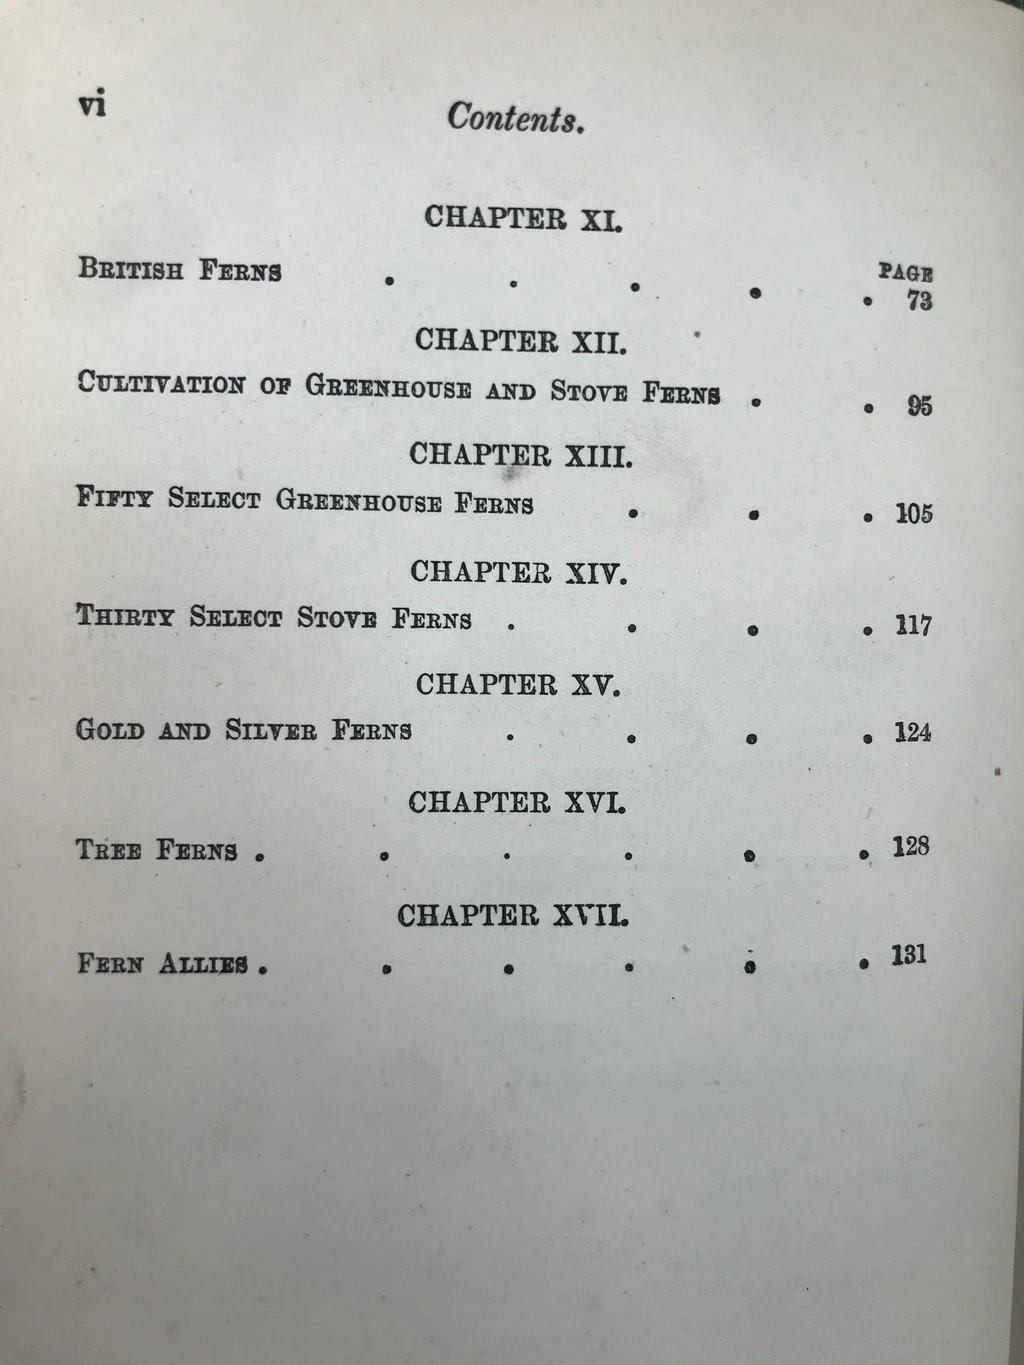 vi
Contents.
CHAPTER XI.
PAGE
BRITISH FERNS . . . . . 73
CHAPTER XII.
CULTIVATION OF GREENHOUSE AND STOVE FERNS . . 95
CHAPTER XIII.
FIFTY SELECT GREENHOUSE FERNS . . . 105
CHAPTER XIV.
THIRTY SELECT STOVE FERNS . . . . 117
CHAPTER XV.
GOLD AND SILVER FERNS . . . . 124
CHAPTER XVI.
TREE FERNS . . . . . . 128
CHAPTER XVII.
FERN ALLIES . . . . . . 131